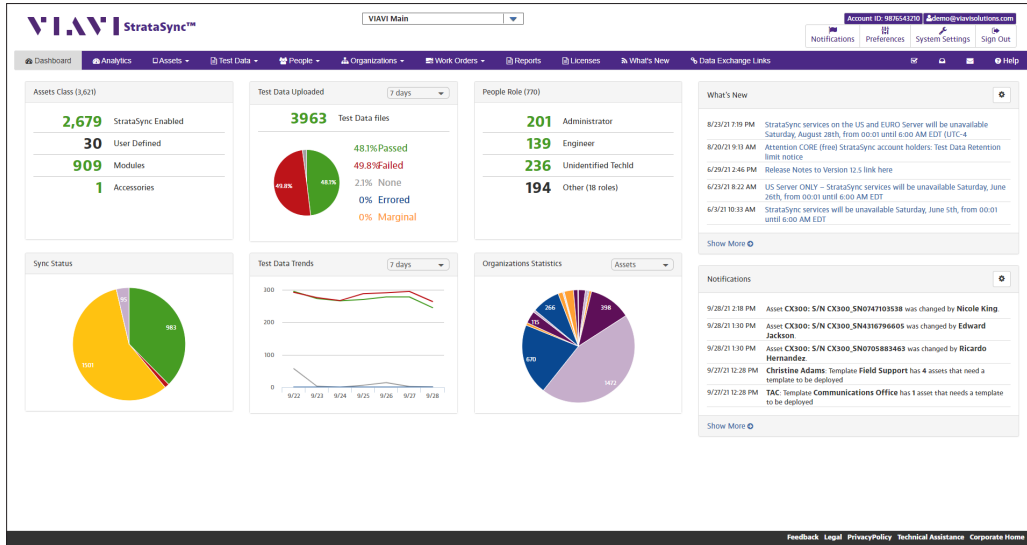 VIAVI StrataSync™
VIAVI Main
Account ID: 9876543210 demo@viavisolutions.com
Notifications Preferences System Settings Sign Out
Dashboard Analytics Assets Test Data People Organizations Work Orders Reports Licenses What's New Data Exchange Links Help
Assets Class (3,621)
2,679 StrataSync Enabled
30 User Defined
909 Modules
1 Accessories
Test Data Uploaded 7 days
3963 Test Data files
48.1% Passed
49.8% Failed
2.1% None
0% Errored
0% Marginal
49.8% 48.1%
People Role (770)
201 Administrator
139 Engineer
236 Unidentified TechId
194 Other (18 roles)
What's New
8/23/21 7:19 PM StrataSync services on the US and EURO Server will be unavailable
Saturday, August 28th, from 00:01 until 6:00 AM EDT (UTC-4
8/20/21 9:13 AM Attention CORE (free) StrataSync account holders: Test Data Retention
limit notice
6/29/21 2:46 PM Release Notes to Version 12.5 link here
6/23/21 8:22 AM US Server ONLY – StrataSync services will be unavailable Saturday, June
26th, from 00:01 until 6:00 AM EDT
6/3/21 10:33 AM StrataSync services will be unavailable Saturday, June 5th, from 00:01
until 6:00 AM EDT
Show More
Sync Status
95
983
1501
Test Data Trends 7 days
300
200
100
0
9/22 9/23 9/24 9/25 9/26 9/27 9/28
Organizations Statistics Assets
266 398
115
670
1432
Notifications
9/28/21 2:18 PM Asset CX300: S/N CX300_SN0747103538 was changed by Nicole King.
9/28/21 1:30 PM Asset CX300: S/N CX300_SN4316796605 was changed by Edward
Jackson.
9/28/21 1:30 PM Asset CX300: S/N CX300_SN0705883463 was changed by Ricardo
Hernandez.
9/27/21 12:28 PM Christine Adams: Template Field Support has 4 assets that need a
template to be deployed
9/27/21 12:28 PM TAC: Template Communications Office has 1 asset that needs a template
to be deployed
Show More
Feedback Legal PrivacyPolicy Technical Assistance Corporate Home